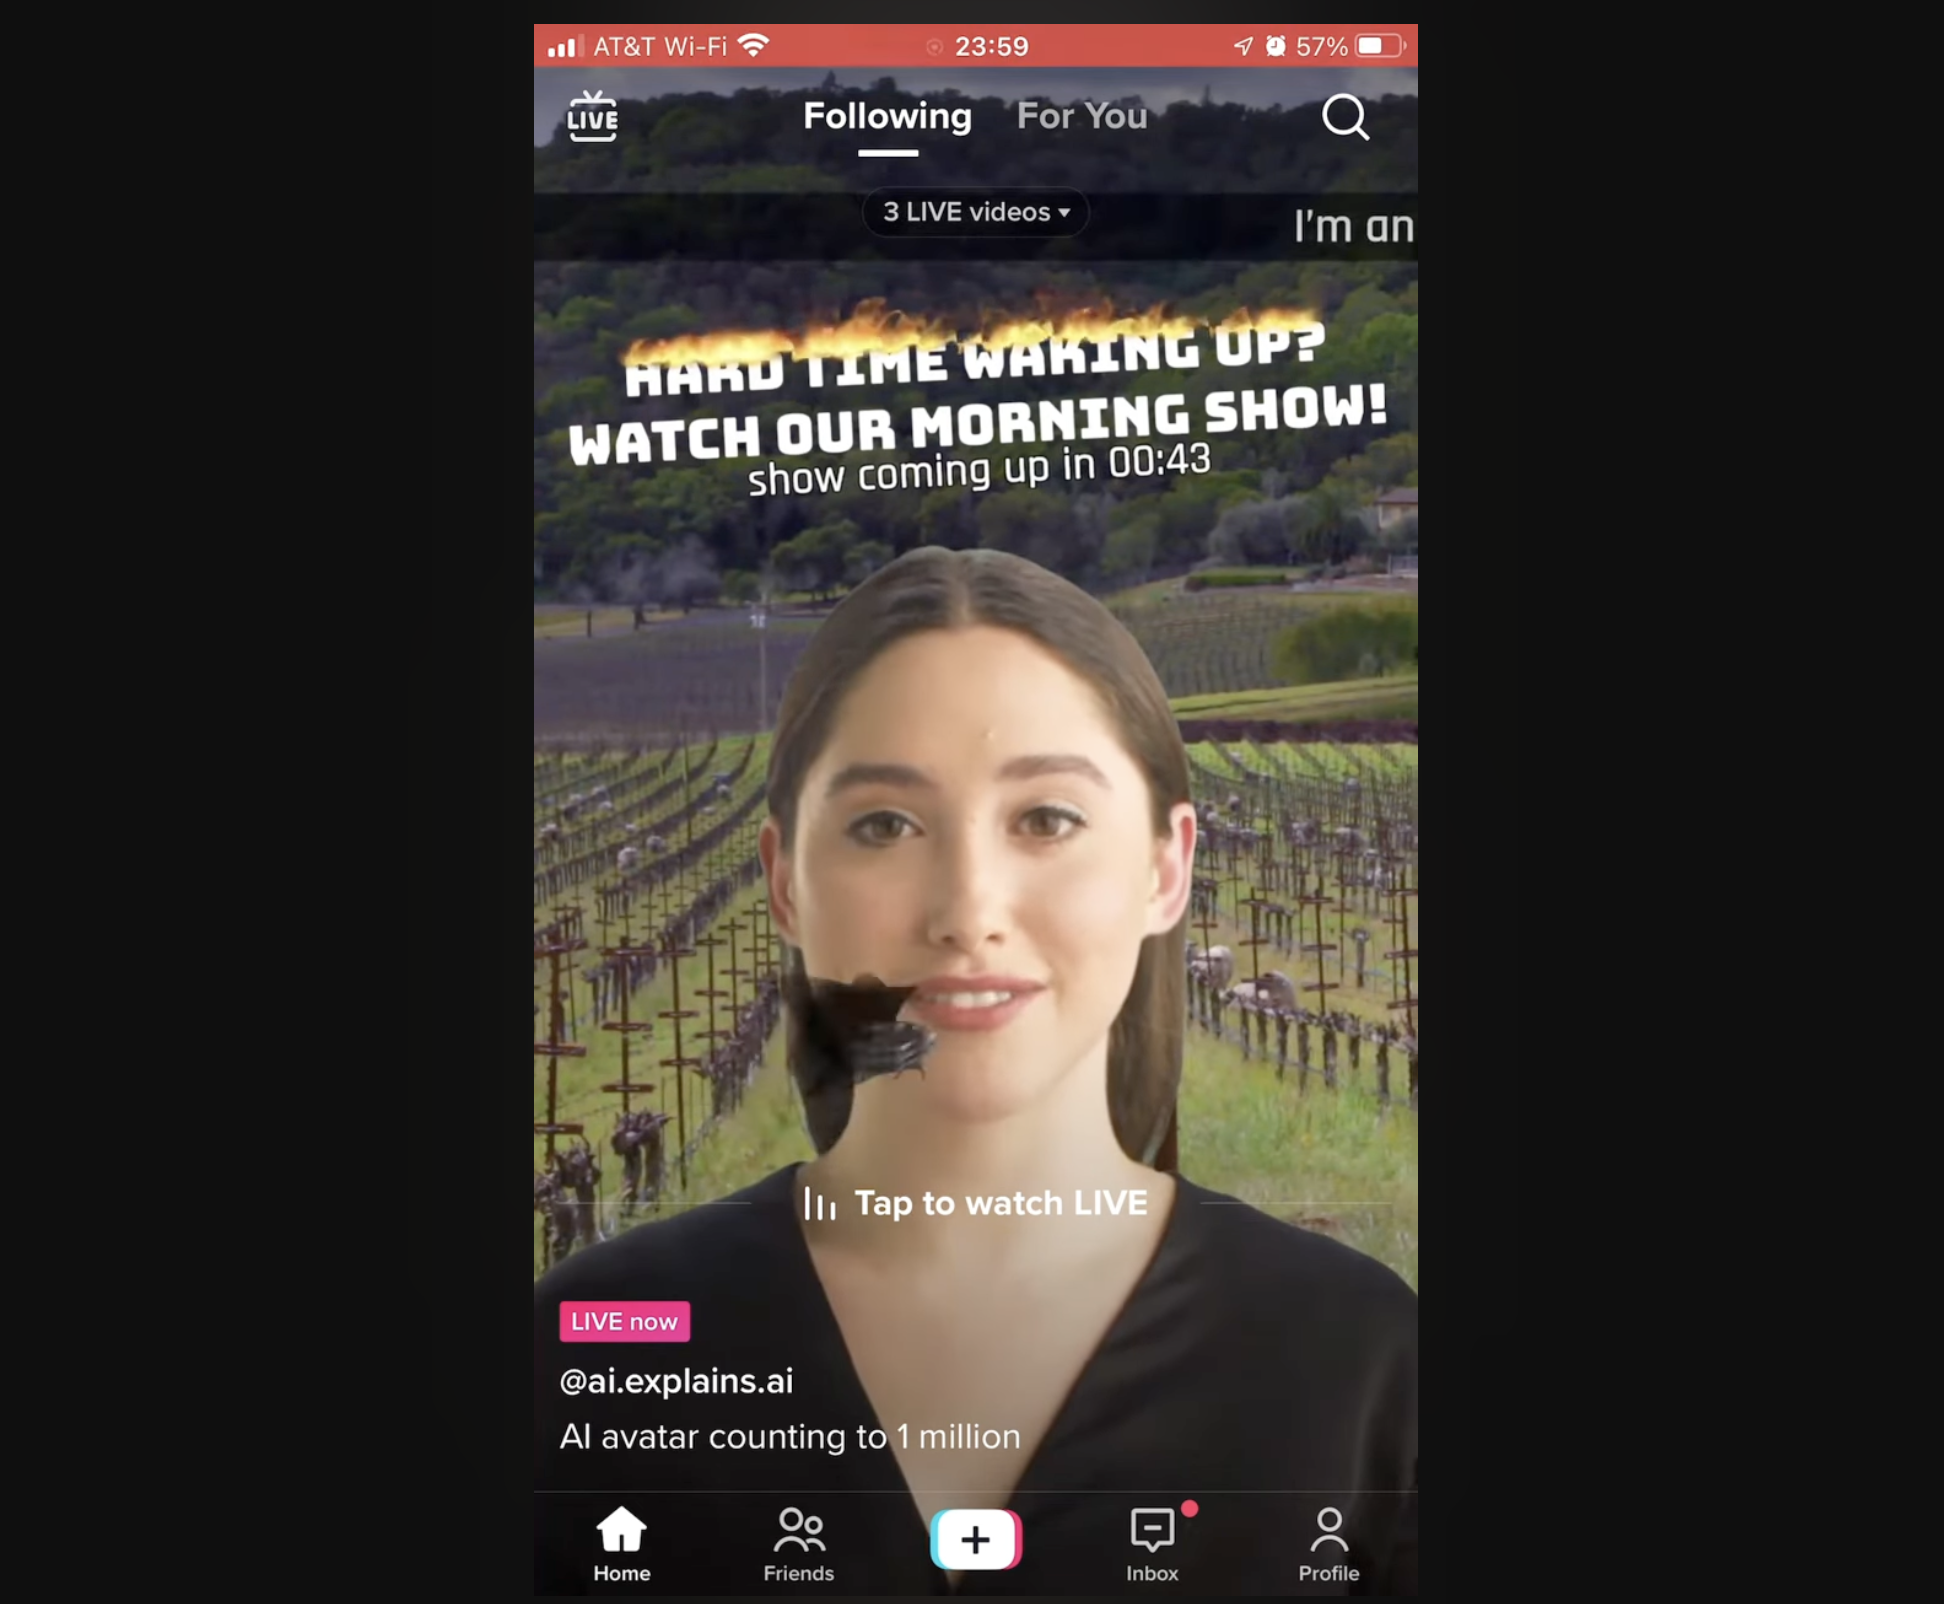 AT&T Wi-Fi 23:59 57%
LIVE Following For You
3 LIVE videos
I'm an
HARD TIME WAKING UP?
WATCH OUR MORNING SHOW!
show coming up in 00:43
Tap to watch LIVE
LIVE now
@ai.explains.ai
AI avatar counting to 1 million
Home Friends Inbox Profile